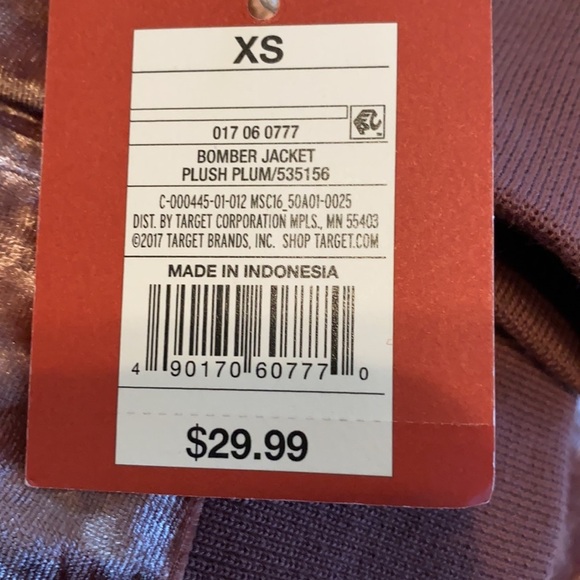 XS
017 06 0777
BOMBER JACKET
PLUSH PLUM/535156
C-000445-01-012 MSC16_50A01-0025
DIST. BY TARGET CORPORATION MPLS., MN 55403
©2017 TARGET BRANDS, INC. SHOP TARGET.COM
MADE IN INDONESIA
4 90170 60777 0
$29.99